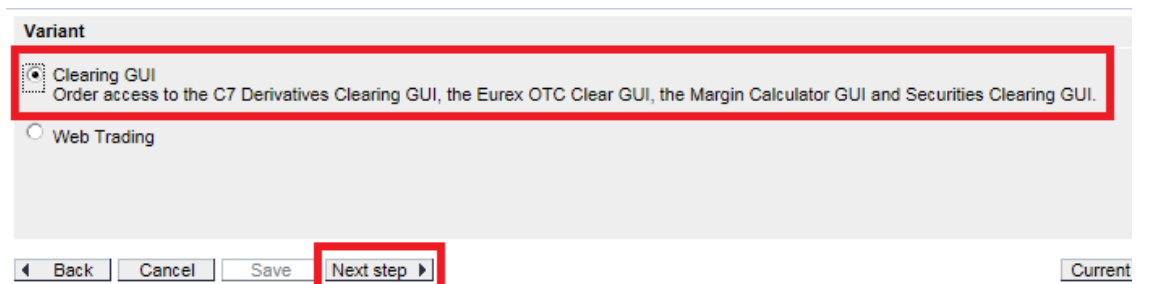 Variant
Clearing GUI
Order access to the C7 Derivatives Clearing GUI, the Eurex OTC Clear GUI, the Margin Calculator GUI and Securities Clearing GUI.
Web Trading
Back Cancel Save Next step Current